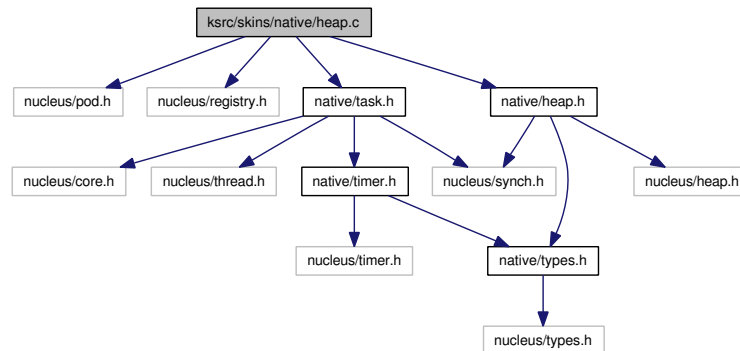 ksrc/skins/native/heap.c
nucleus/pod.h
nucleus/registry.h
native/task.h
native/heap.h
nucleus/core.h
nucleus/thread.h
native/timer.h
nucleus/synch.h
nucleus/heap.h
nucleus/timer.h
native/types.h
nucleus/types.h